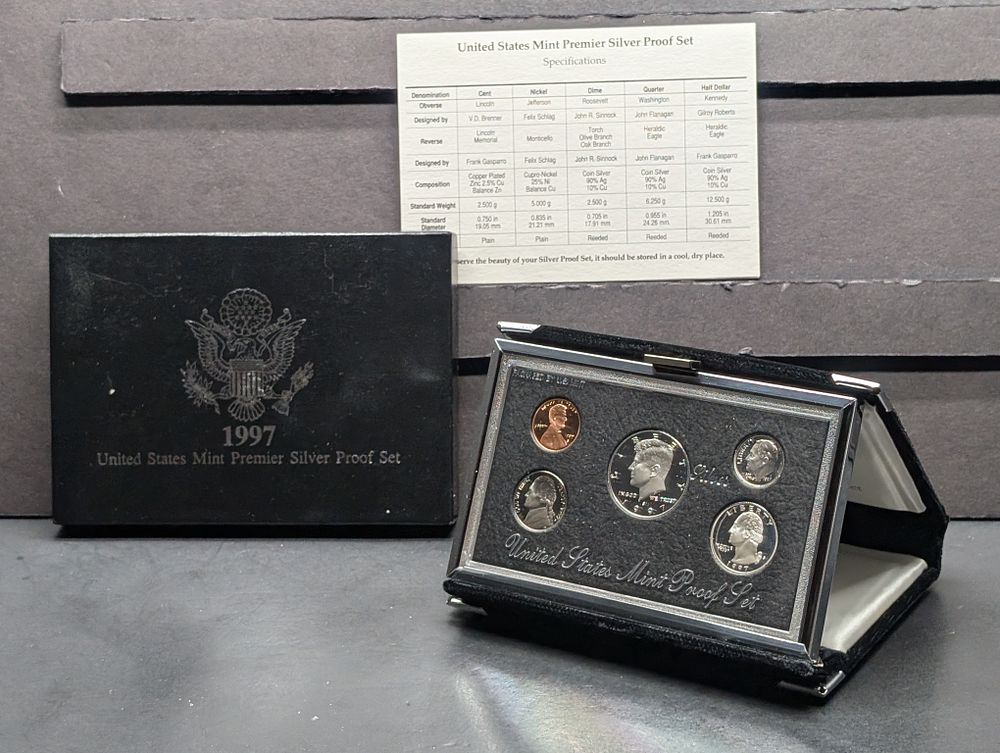 United States Mint Premier Silver Proof Set
Specifications
Denomination Cent Nickel Dime Quarter Half Dollar
Obverse Lincoln Jefferson Roosevelt Washington Kennedy
Designed by V.D. Brenner Felix Schlag John R. Sinnock John Flanagan Gilroy Roberts
Reverse Lincoln Memorial Monticello Torch Olive Branch Oak Branch Heraldic Eagle Heraldic Eagle
Designed by Frank Gasparro Felix Schlag John R. Sinnock John Flanagan Frank Gasparro
Composition Copper Plated Zinc 2.5% Cu Balance Zn Cupro-Nickel 25% Ni Balance Cu Coin Silver 90% Ag 10% Cu Coin Silver 90% Ag 10% Cu Coin Silver 90% Ag 10% Cu
Standard Weight 2.500 g 5.000 g 2.500 g 6.250 g 12.500 g
Standard Diameter 0.750 in 19.05 mm 0.835 in 21.21 mm 0.705 in 17.91 mm 0.955 in 24.26 mm 1.205 in 30.61 mm
Plain Plain Reeded Reeded Reeded
serve the beauty of your Silver Proof Set, it should be stored in a cool, dry place.
1997
United States Mint Premier Silver Proof Set
LIBERTY
IN GOD WE TRUST
1997
LIBERTY
LIBERTY
1997
United States Mint Proof Set